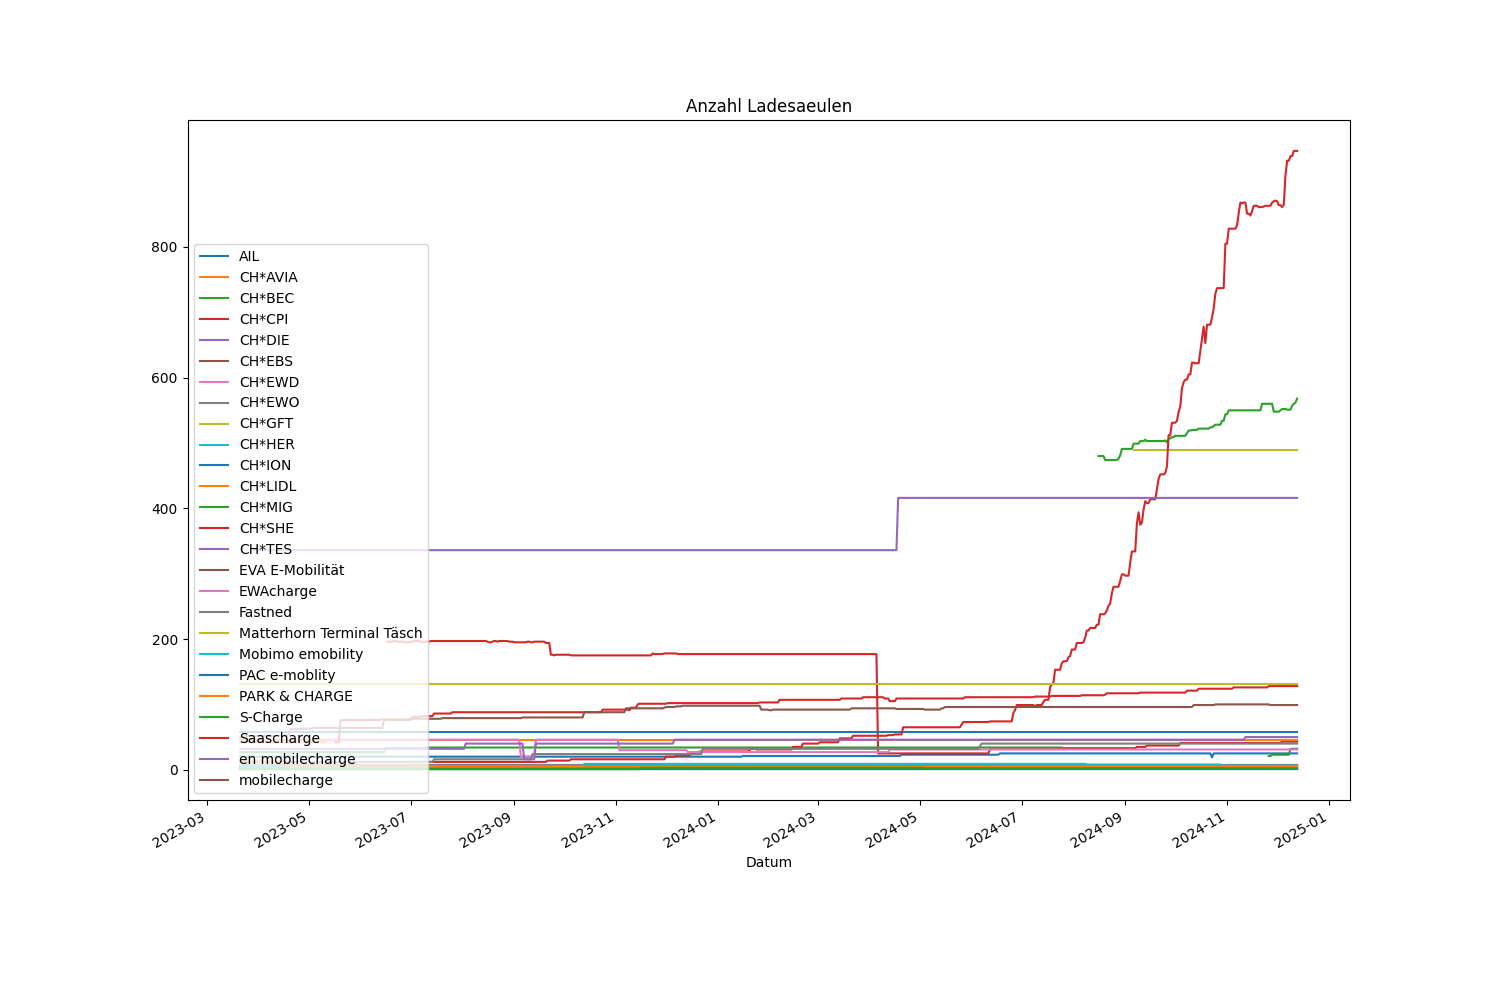 Anzahl Ladesaeulen
800
600
400
200
0
AIL
CH*AVIA
CH*BEC
CH*CPI
CH*DIE
CH*EBS
CH*EWD
CH*EWO
CH*GFT
CH*HER
CH*ION
CH*LIDL
CH*MIG
CH*SHE
CH*TES
EVA E-Mobilität
EWAcharge
Fastned
Matterhorn Terminal Täsch
Mobimo emobility
PAC e-moblity
PARK & CHARGE
S-Charge
Saascharge
en mobilecharge
mobilecharge
2023-03
2023-05
2023-07
2023-09
2023-11
2024-01
2024-03
2024-05
2024-07
2024-09
2024-11
2025-01
Datum